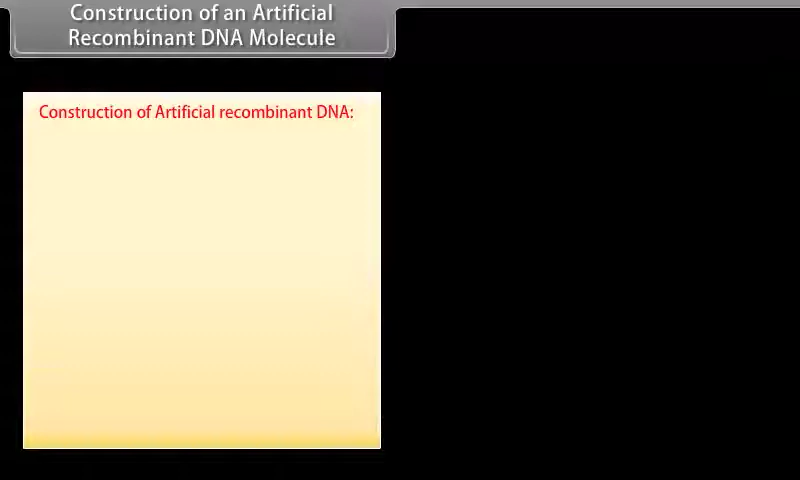 Construction of an Artificial
Recombinant DNA Molecule
Construction of Artificial recombinant DNA: